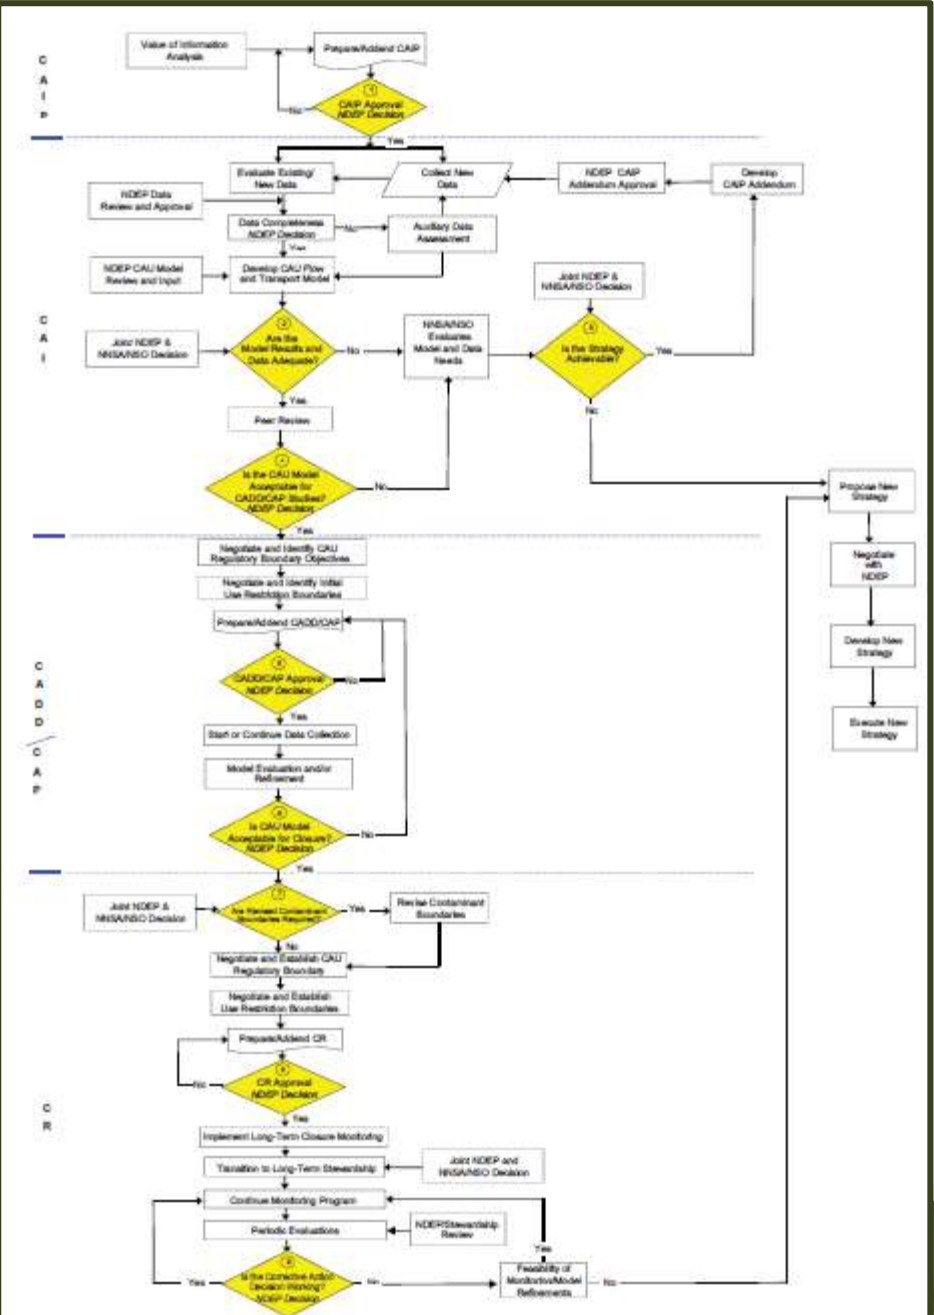 C
A
I
P
Value of Information
Analysis
Prepare/Addend CAIP
1
CAIP Approval
NDEP Decision
No
Yes
C
A
I
Evaluate Existing/
New Data
Collect New
Data
NDEP CAIP
Addendum Approval
Develop
CAIP Addendum
NDEP Data
Review and Approval
Data Completeness
NDEP Decision
No
Auxiliary Data
Assessment
Yes
NDEP CAU Model
Review and Input
Develop CAU Flow
and Transport Model
Joint NDEP &
NNSA/NSO Decision
Joint NDEP &
NNSA/NSO Decision
Are the
Model Results and
Data Adequate?
No
NNSA/NSO
Evaluates
Model and Data
Needs
Is the Strategy
Achievable?
Yes
No
Yes
Peer Review
Is the CAU Model
Acceptable for
CADD/CAP Studies?
NDEP Decision
No
Yes
Propose New
Strategy
Negotiate
with
NDEP
Develop New
Strategy
Execute New
Strategy
C
A
D
D
/
C
A
P
Negotiate and Identify CAU
Regulatory Boundary Objectives
Negotiate and Identify Initial
Use Restriction Boundaries
Prepare/Addend CADD/CAP
CADD/CAP Approval
NDEP Decision
No
Yes
Start or Continue Data Collection
Model Evaluation and/or
Refinement
Is CAU Model
Acceptable for Closure?
NDEP Decision
No
Yes
C
R
Joint NDEP &
NNSA/NSO Decision
7
Are Revised Contaminant
Boundaries Required?
Yes
Revise Contaminant
Boundaries
No
Negotiate and Establish CAU
Regulatory Boundary
Negotiate and Establish
Use Restriction Boundaries
Prepare/Addend CR
CR Approval
NDEP Decision
No
Yes
Implement Long-Term Closure Monitoring
Transition to Long-Term Stewardship
Joint NDEP and
NNSA/NSO Decision
Continue Monitoring Program
Periodic Evaluations
NDEP/Stewardship
Review
Is the Corrective Action
Decision Working?
NDEP Decision
Yes
No
Feasibility of
Monitoring/Model
Refinements
Yes
No